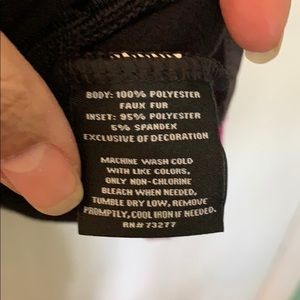 BODY: 100% POLYESTER
FAUX FUR
INSET: 95% POLYESTER
5% SPANDEX
EXCLUSIVE OF DECORATION
MACHINE WASH COLD
WITH LIKE COLORS,
ONLY NON-CHLORINE
BLEACH WHEN NEEDED,
TUMBLE DRY LOW, REMOVE
PROMPTLY, COOL IRON IF NEEDED.
RN# 73277